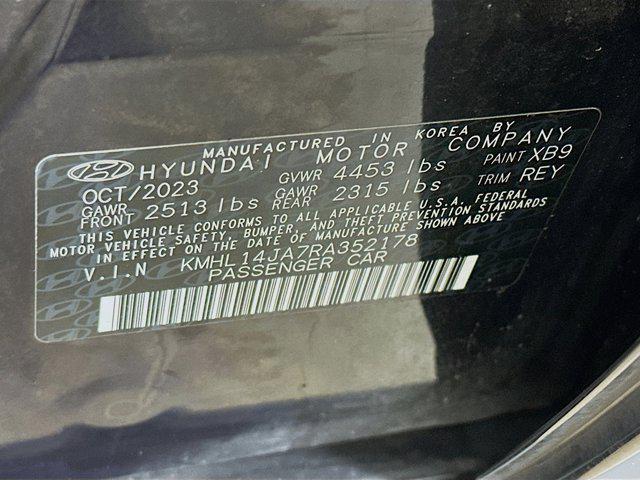 MANUFACTURED IN KOREA BY
HYUNDAI MOTOR COMPANY
OCT/2023 GVWR 4453 lbs PAINT XB9
GAWR FRONT 2513 lbs GAWR REAR 2315 lbs TRIM REY
THIS VEHICLE CONFORMS TO ALL APPLICABLE U.S.A. FEDERAL
MOTOR VEHICLE SAFETY, BUMPER, AND THEFT PREVENTION STANDARDS
IN EFFECT ON THE DATE OF MANUFACTURE SHOWN ABOVE
V.I.N KMHL14JA7RA352178
PASSENGER CAR